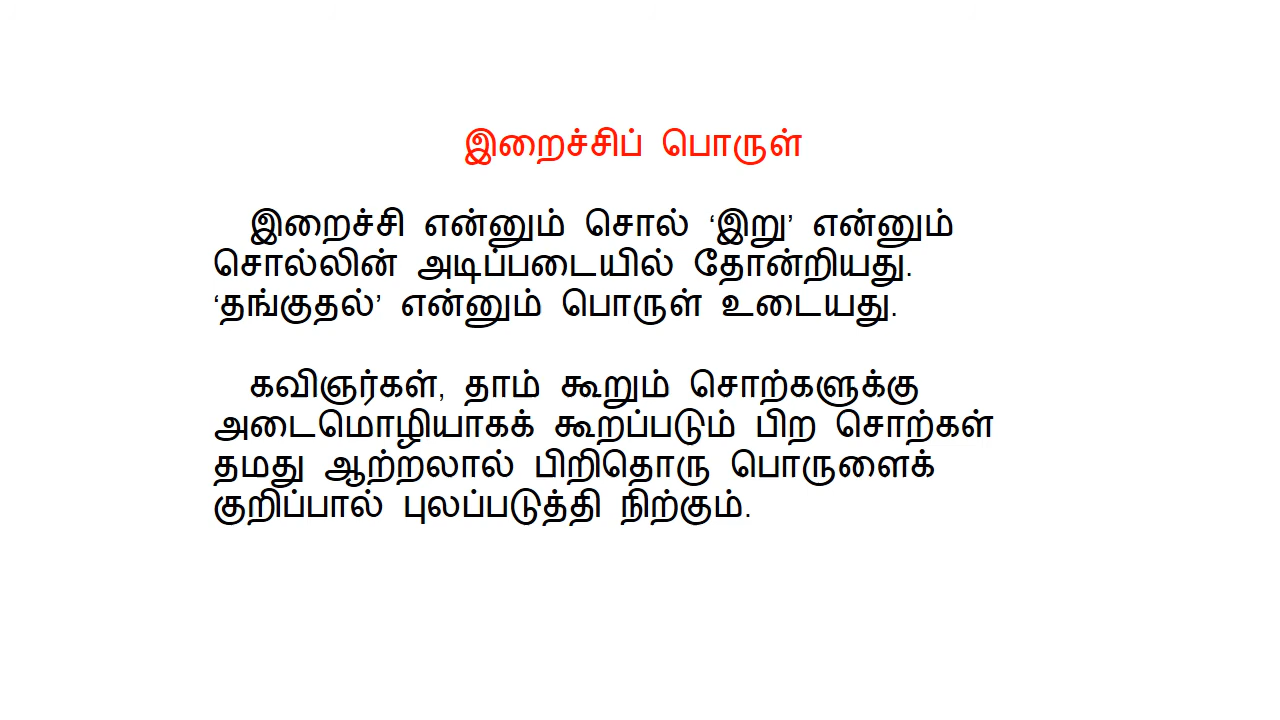 இறைச்சிப் பொருள்
இறைச்சி என்னும் சொல் ‘இறு’ என்னும்
சொல்லின் அடிப்படையில் தோன்றியது.
‘தங்குதல்’ என்னும் பொருள் உடையது.
கவிஞர்கள், தாம் கூறும் சொற்களுக்கு
அடைமொழியாகக் கூறப்படும் பிற சொற்கள்
தமது ஆற்றலால் பிறிதொரு பொருளைக்
குறிப்பால் புலப்படுத்தி நிற்கும்.